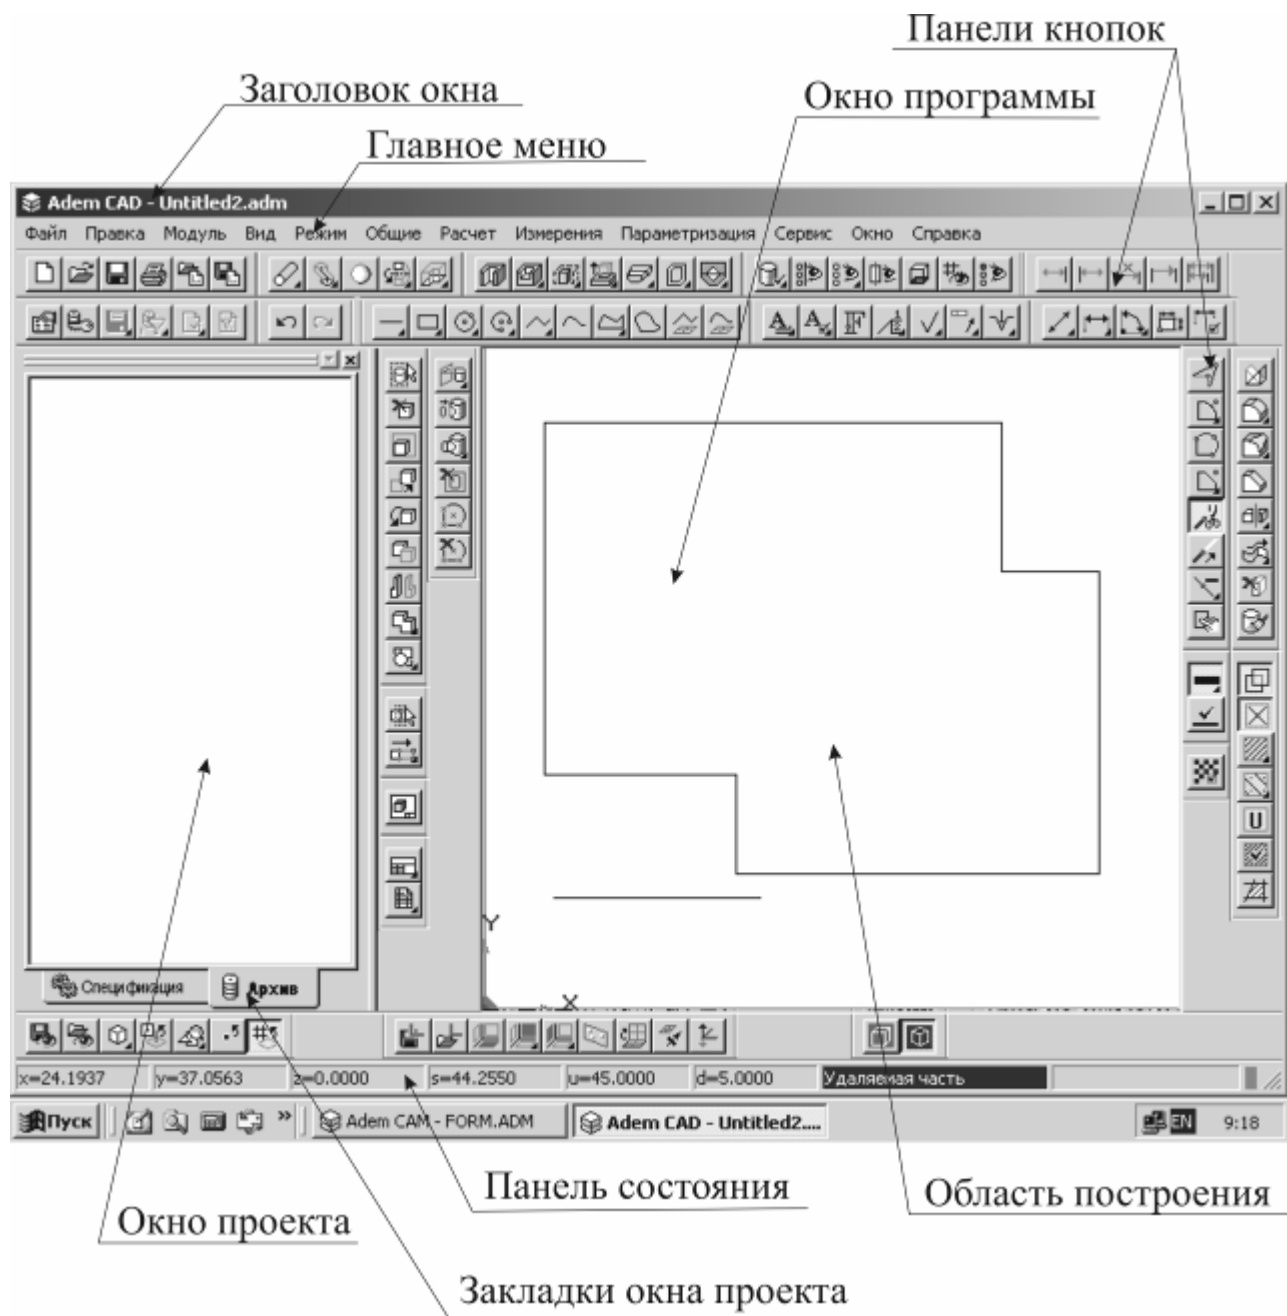 Панели кнопок
Заголовок окна
Окно программы
Главное меню
Adem CAD - Untitled2.adm
Файл Правка Модуль Вид Режим Общие Расчет Измерения Параметризация Сервис Окно Справка
Y
X
Спецификация Архив
x=24.1937 y=37.0563 z=0.0000 s=44.2550 u=45.0000 d=5.0000 Удаляемая часть
Пуск » Adem CAM - FORM.ADM Adem CAD - Untitled2.... EN 9:18
Панель состояния
Область построения
Окно проекта
Закладки окна проекта